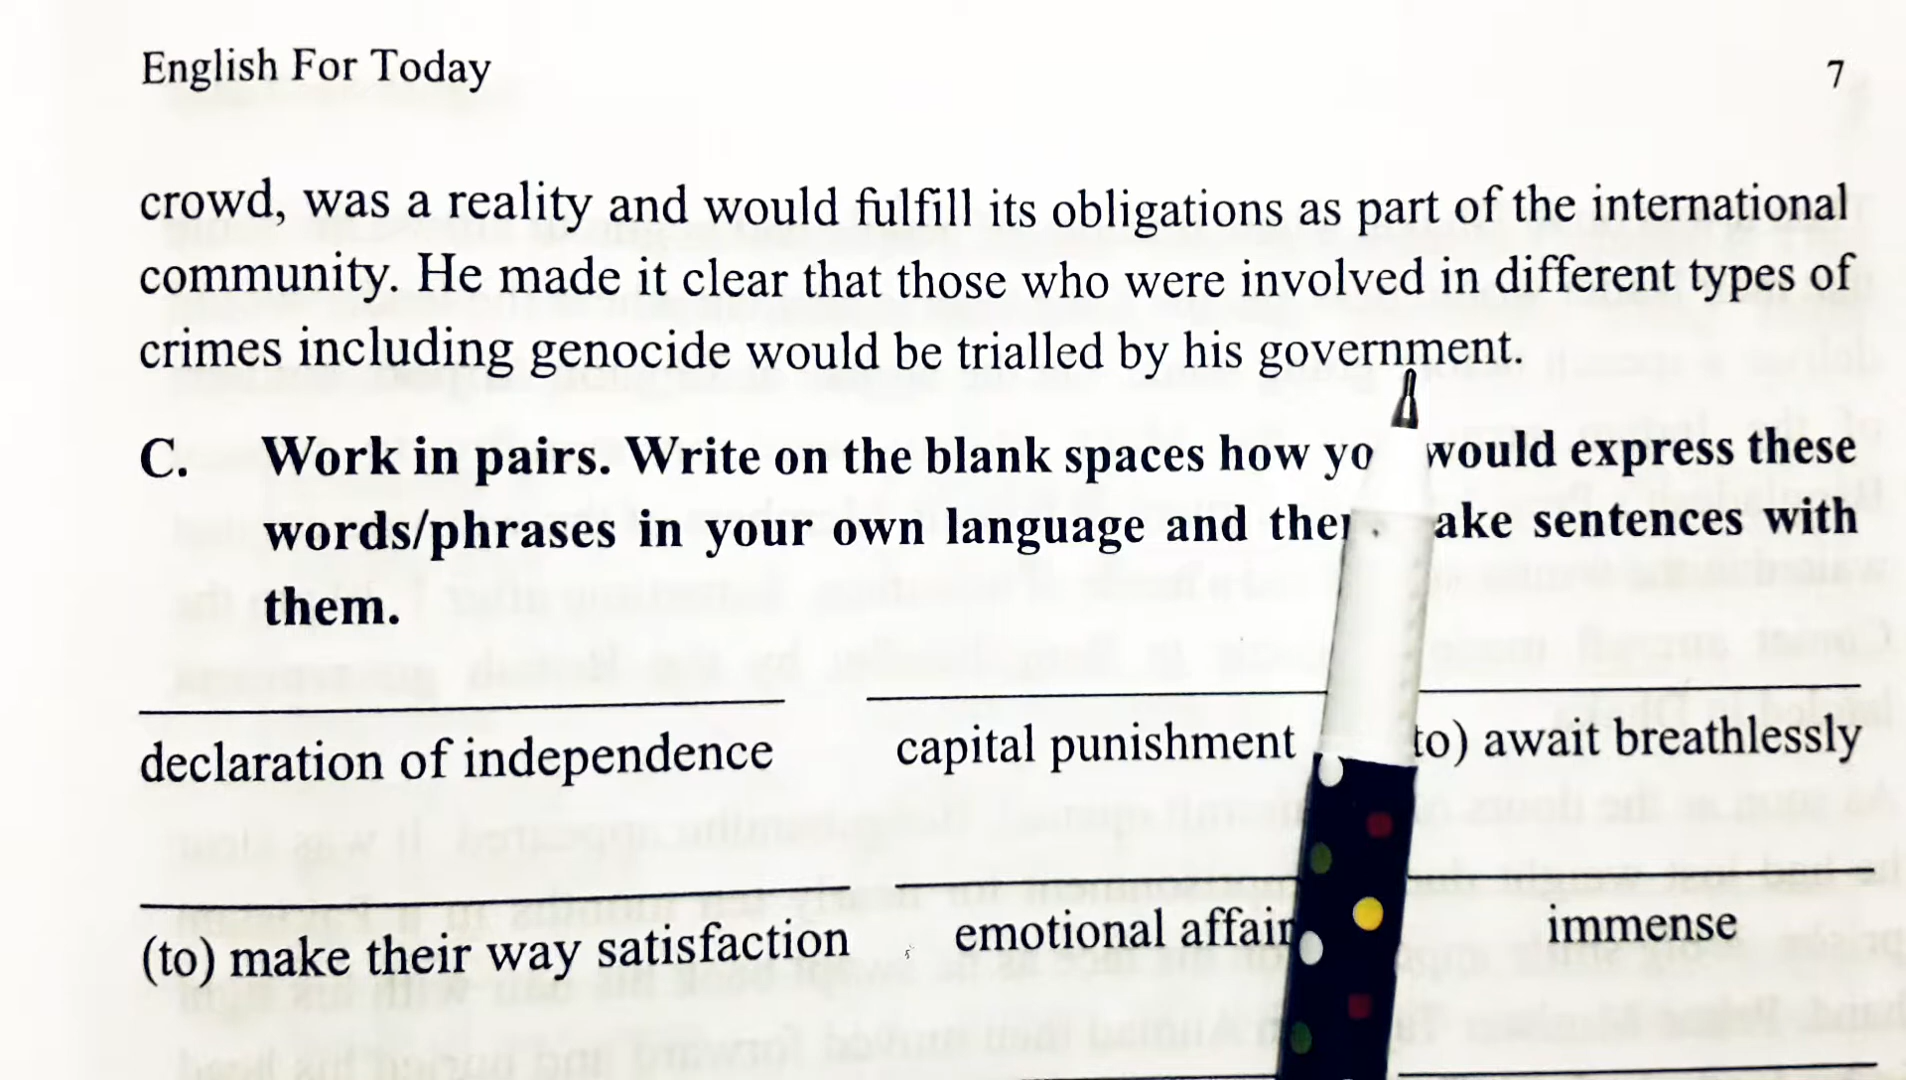 English For Today 7
crowd, was a reality and would fulfill its obligations as part of the international
community. He made it clear that those who were involved in different types of
crimes including genocide would be trialled by his government.
C. Work in pairs. Write on the blank spaces how yo would express these
words/phrases in your own language and the ake sentences with
them.
declaration of independence capital punishment to) await breathlessly
(to) make their way satisfaction emotional affair immense